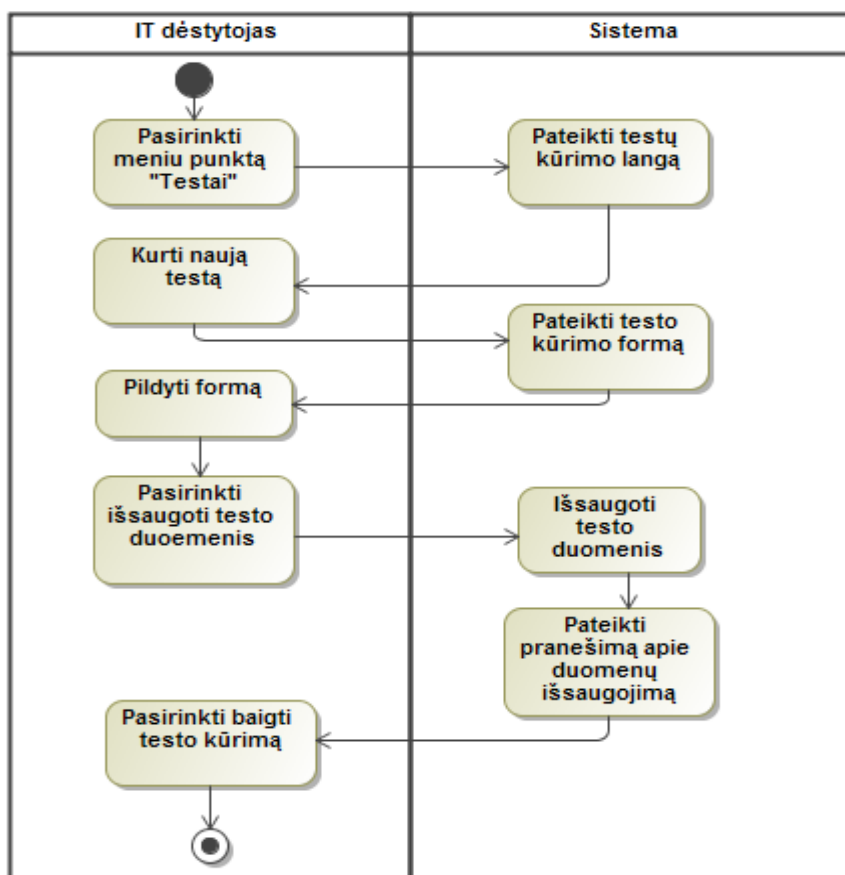 IT dėstytojas
Sistema
Pasirinkti
meniu punktą
"Testai"
Pateikti testų
kūrimo langą
Kurti naują
testą
Pateikti testo
kūrimo formą
Pildyti formą
Pasirinkti
išsaugoti testo
duoemenis
Išsaugoti
testo
duomenis
Pateikti
pranešimą apie
duomenų
išsaugojimą
Pasirinkti baigti
testo kūrimą